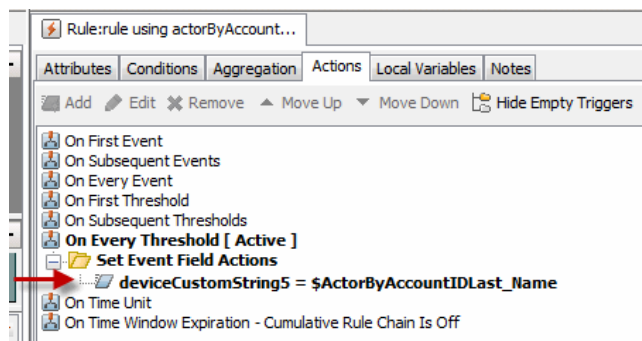 Rule:rule using actorByAccount...
Attributes Conditions Aggregation Actions Local Variables Notes
Add Edit Remove Move Up Move Down Hide Empty Triggers
On First Event
On Subsequent Events
On Every Event
On First Threshold
On Subsequent Thresholds
On Every Threshold [ Active ]
Set Event Field Actions
deviceCustomString5 = $ActorByAccountIDLast_Name
On Time Unit
On Time Window Expiration - Cumulative Rule Chain Is Off